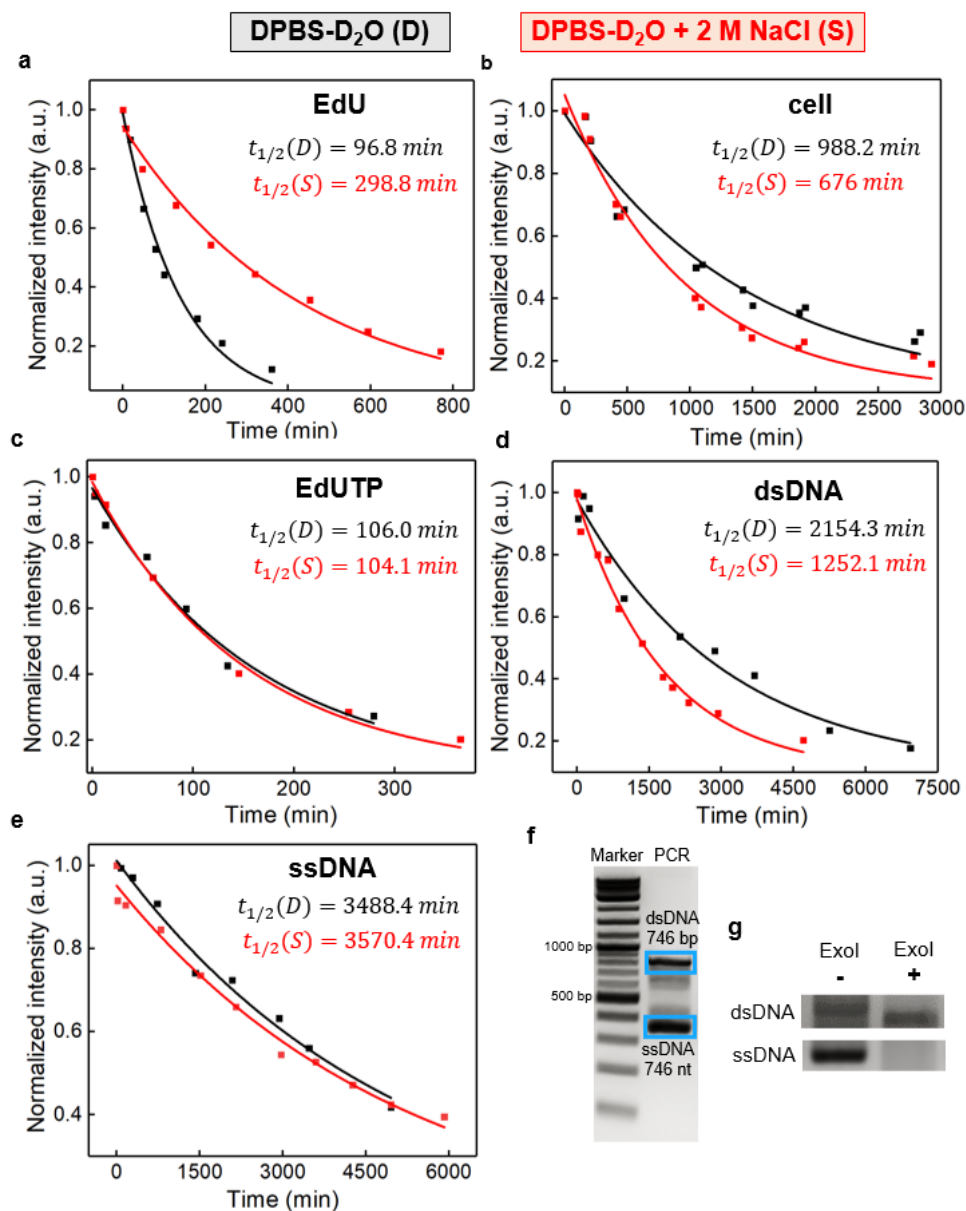 DPBS-D₂O (D)
DPBS-D₂O + 2 M NaCl (S)
a
EdU
t₁/₂(D) = 96.8 min
t₁/₂(S) = 298.8 min
Normalized intensity (a.u.)
1.0
0.8
0.6
0.4
0.2
0 200 400 600 800
Time (min)
b
cell
t₁/₂(D) = 988.2 min
t₁/₂(S) = 676 min
Normalized intensity (a.u.)
1.0
0.8
0.6
0.4
0.2
0 500 1000 1500 2000 2500 3000
Time (min)
c
EdUTP
t₁/₂(D) = 106.0 min
t₁/₂(S) = 104.1 min
Normalized intensity (a.u.)
1.0
0.8
0.6
0.4
0.2
0 100 200 300
Time (min)
d
dsDNA
t₁/₂(D) = 2154.3 min
t₁/₂(S) = 1252.1 min
Normalized intensity (a.u.)
1.0
0.8
0.6
0.4
0.2
0 1500 3000 4500 6000 7500
Time (min)
e
ssDNA
t₁/₂(D) = 3488.4 min
t₁/₂(S) = 3570.4 min
Normalized intensity (a.u.)
1.0
0.8
0.6
0.4
0 1500 3000 4500 6000
Time (min)
f
Marker PCR
dsDNA
746 bp
1000 bp
500 bp
ssDNA
746 nt
g
ExoI ExoI
- +
dsDNA
ssDNA